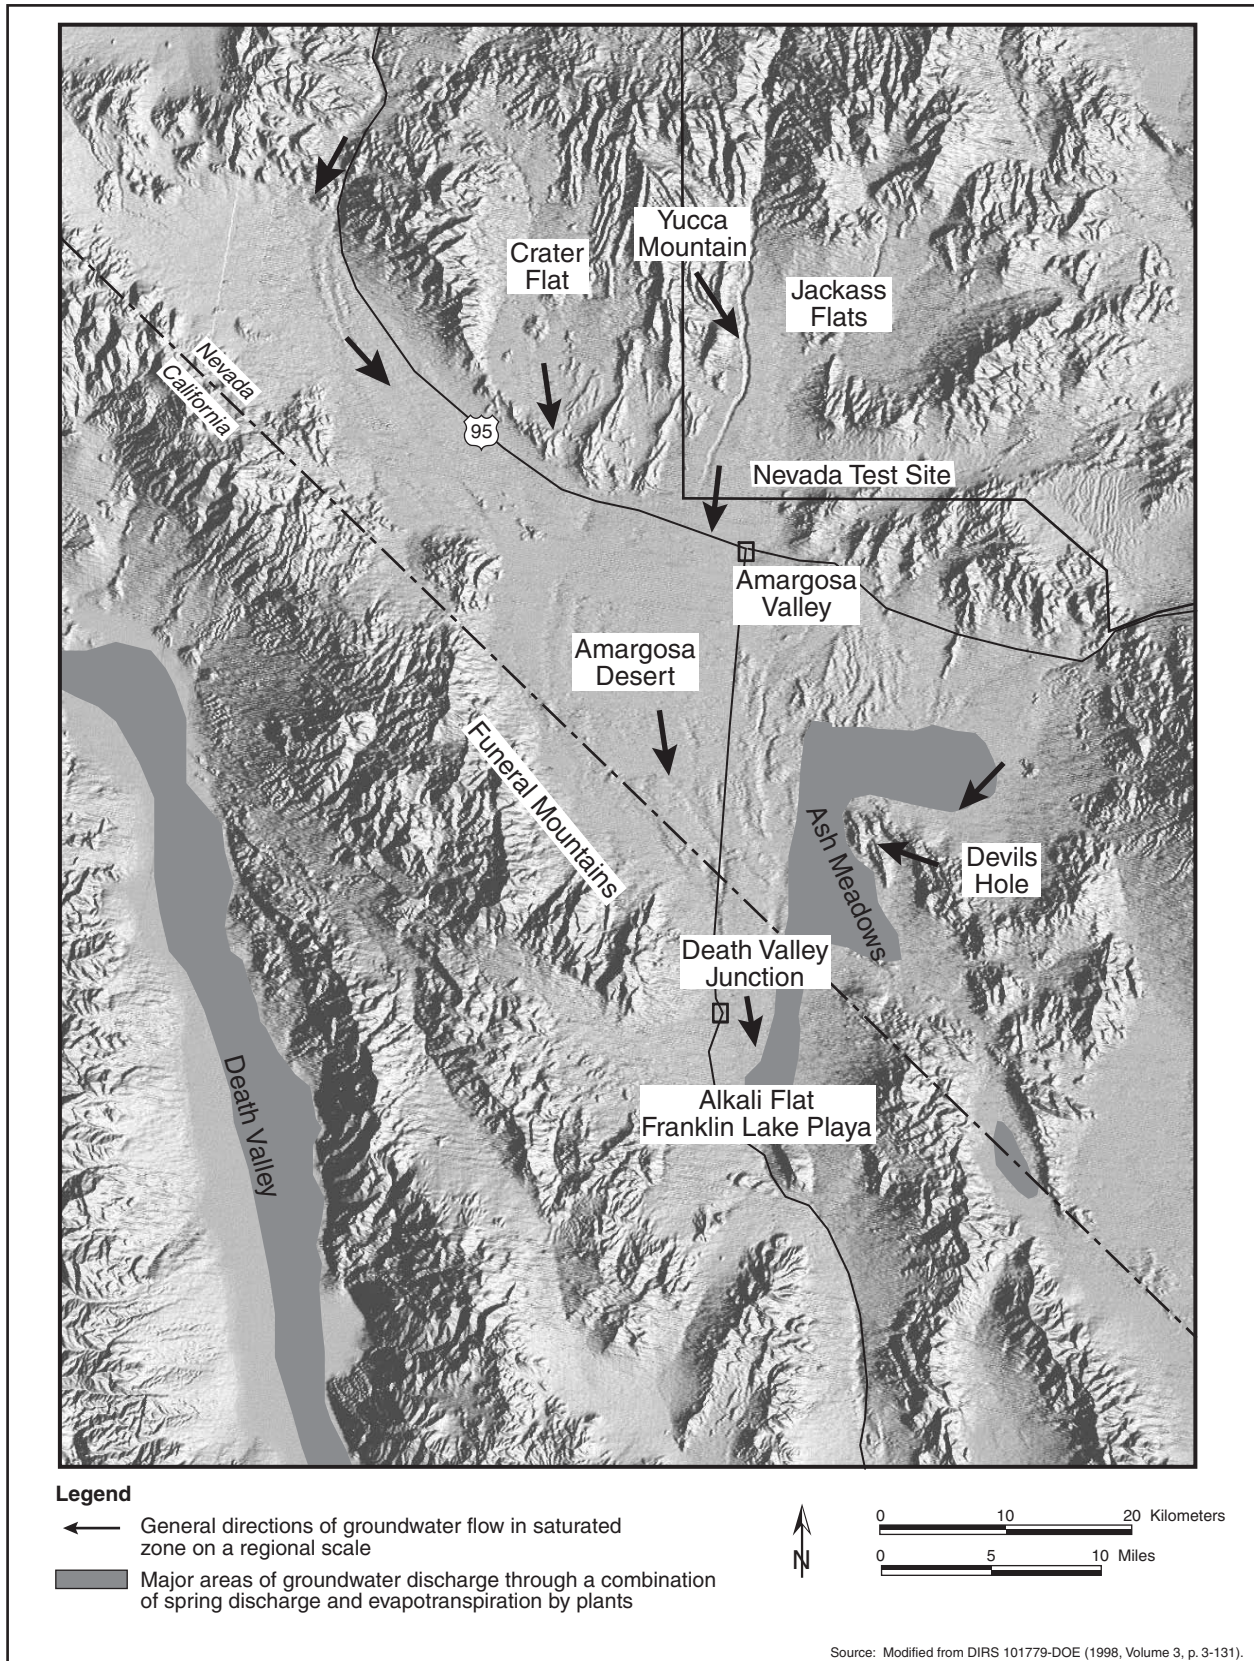 Yucca
Mountain
Crater
Flat
Jackass
Flats
Nevada
California
95
Nevada Test Site
Amargosa
Valley
Amargosa
Desert
Funeral Mountains
Ash Meadows
Devils
Hole
Death Valley
Junction
Death Valley
Alkali Flat
Franklin Lake Playa
Legend
General directions of groundwater flow in saturated
zone on a regional scale
Major areas of groundwater discharge through a combination
of spring discharge and evapotranspiration by plants
N
0 10 20 Kilometers
0 5 10 Miles
Source: Modified from DIRS 101779-DOE (1998, Volume 3, p. 3-131).